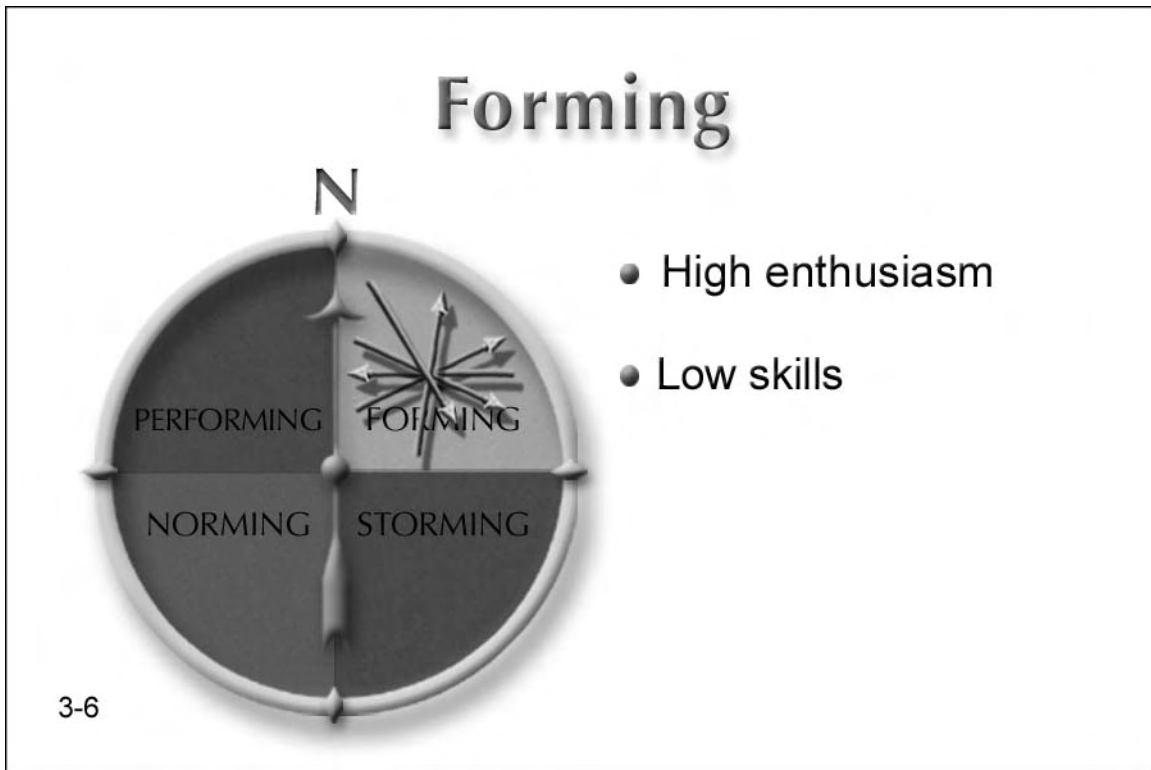 Forming
N
• High enthusiasm
• Low skills
PERFORMING
FORMING
NORMING
STORMING
3-6